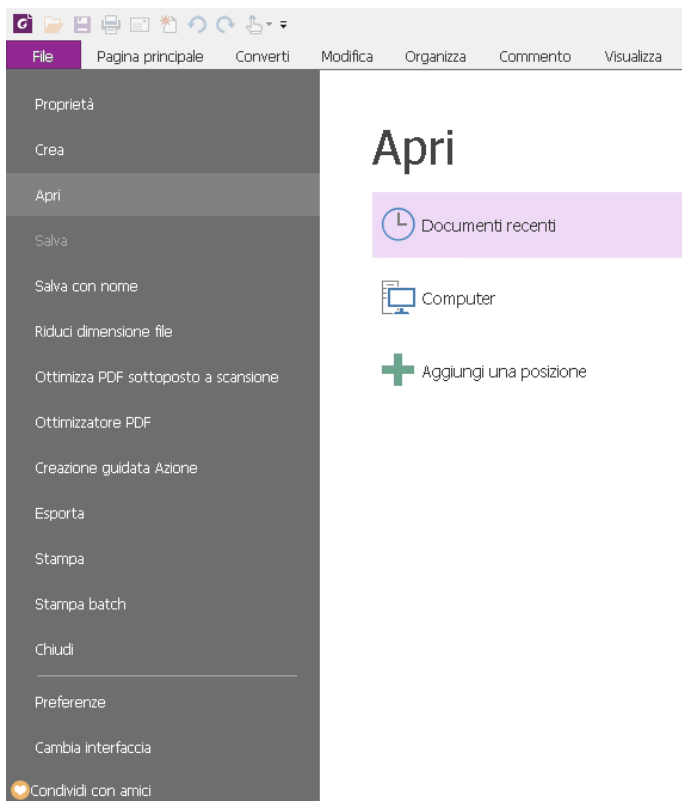 File Pagina principale Converti Modifica Organizza Commento Visualizza
Proprietà
Crea
Apri
Salva
Salva con nome
Riduci dimensione file
Ottimizza PDF sottoposto a scansione
Ottimizzatore PDF
Creazione guidata Azione
Esporta
Stampa
Stampa batch
Chiudi
Preferenze
Cambia interfaccia
Condividi con amici
Apri
Documenti recenti
Computer
Aggiungi una posizione